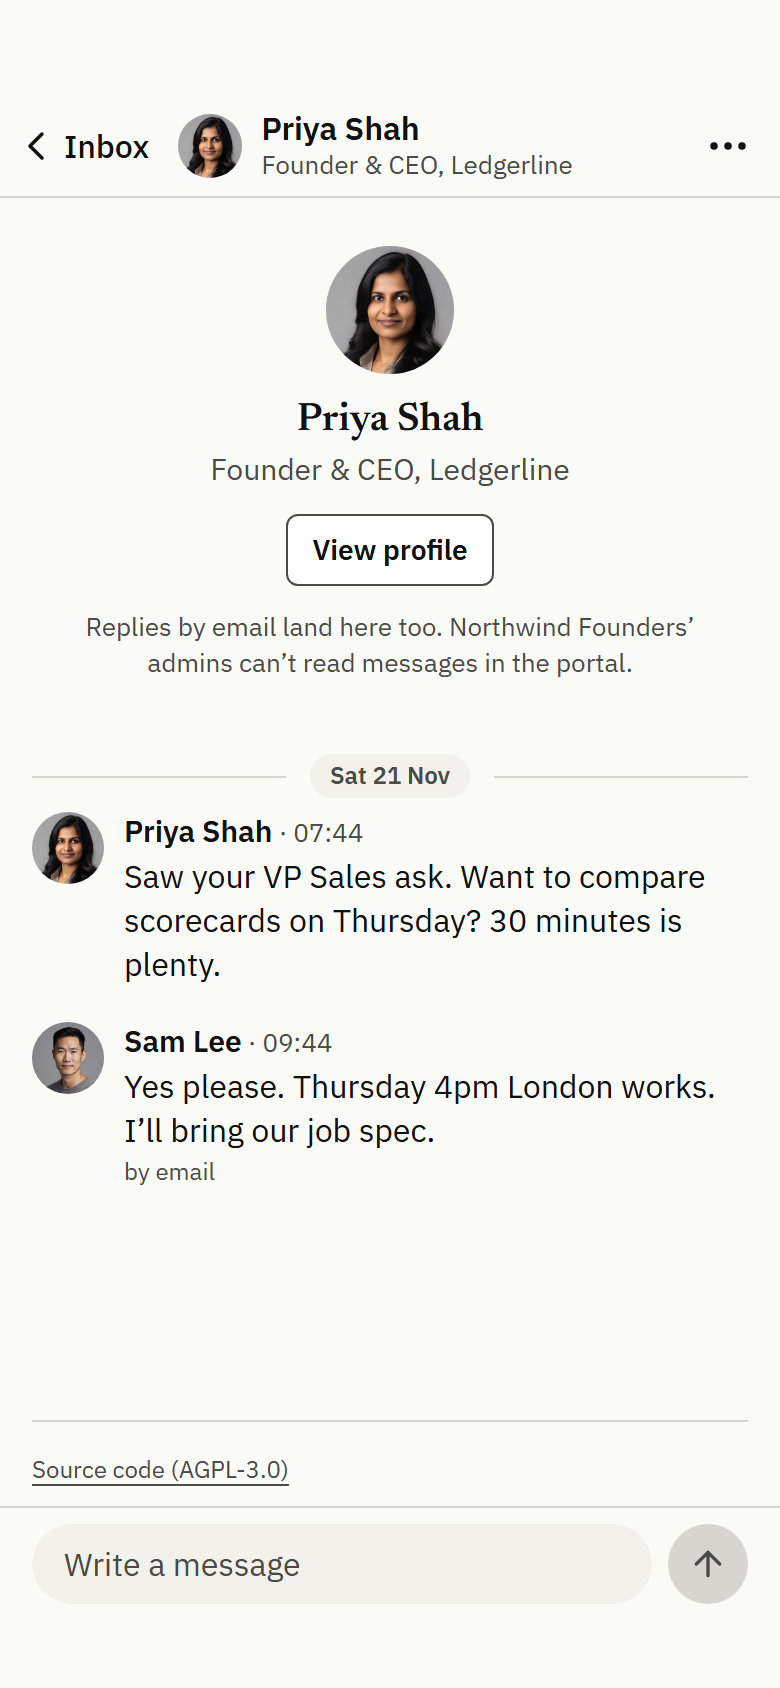 Inbox
Priya Shah
Founder & CEO, Ledgerline
Priya Shah
Founder & CEO, Ledgerline
View profile
Replies by email land here too. Northwind Founders’
admins can’t read messages in the portal.
Sat 21 Nov
Priya Shah · 07:44
Saw your VP Sales ask. Want to compare
scorecards on Thursday? 30 minutes is
plenty.
Sam Lee · 09:44
Yes please. Thursday 4pm London works.
I’ll bring our job spec.
by email
Source code (AGPL-3.0)
Write a message